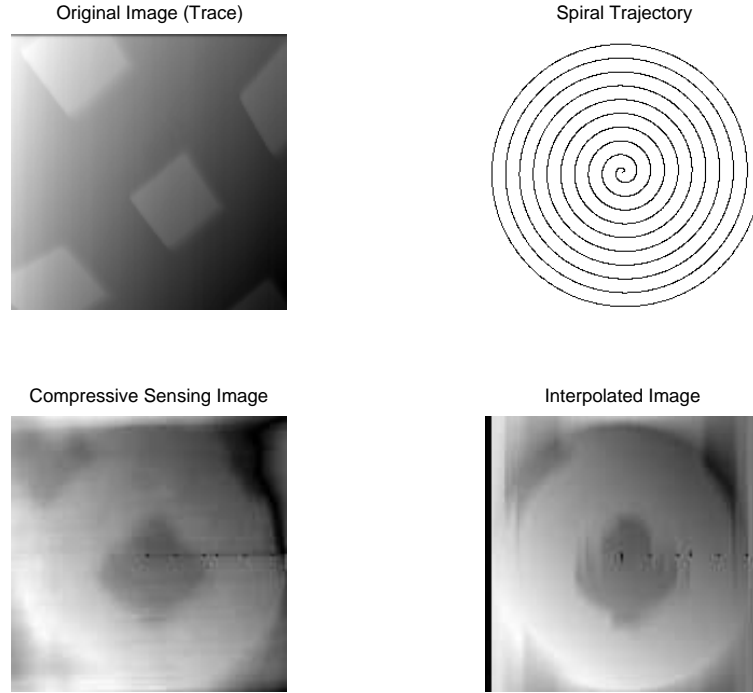 Original Image (Trace)
Spiral Trajectory
Compressive Sensing Image
Interpolated Image